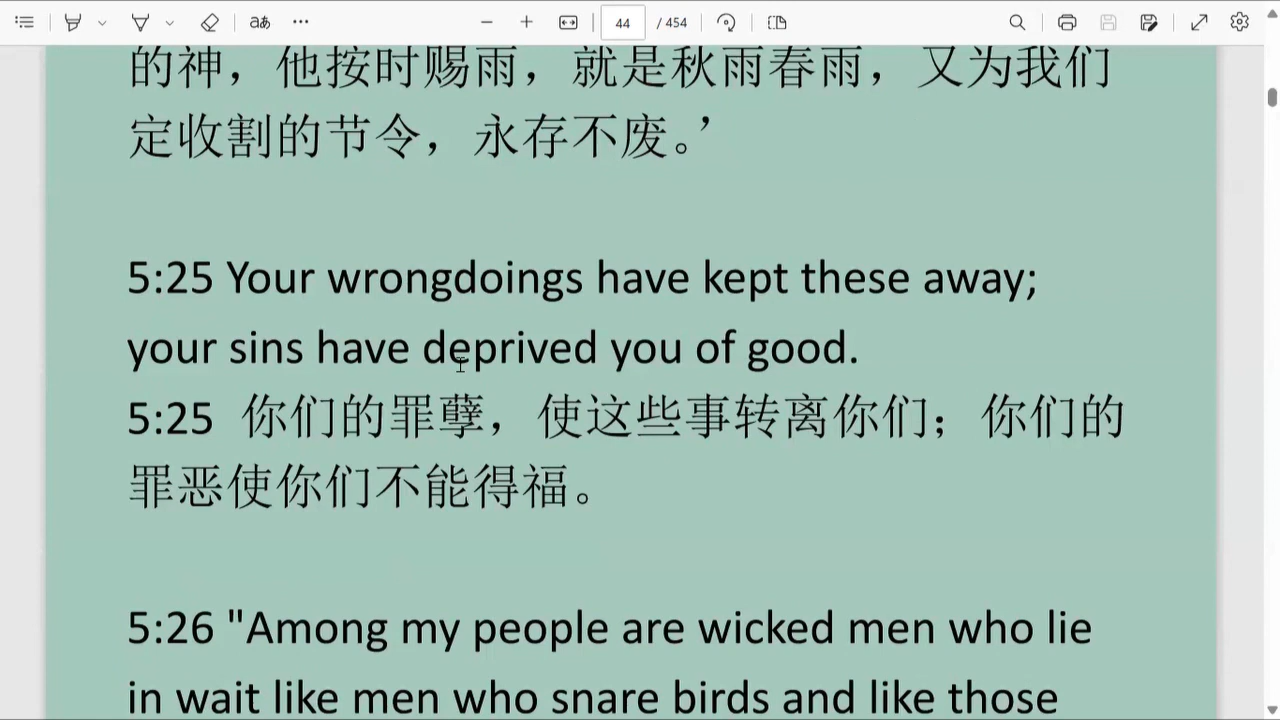 44 / 454
的神，他按时赐雨，就是秋雨春雨，又为我们
定收割的节令，永存不废。’
5:25 Your wrongdoings have kept these away;
your sins have deprived you of good.
5:25 你们的罪孽，使这些事转离你们；你们的
罪恶使你们不能得福。
5:26 "Among my people are wicked men who lie
in wait like men who snare birds and like those